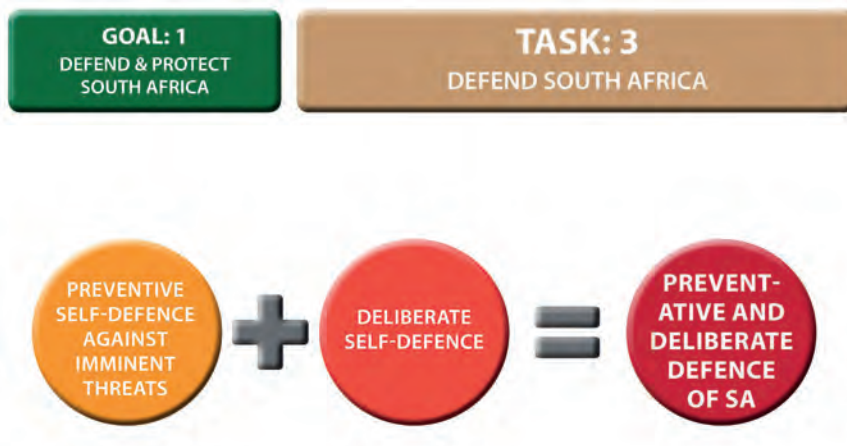 GOAL: 1
DEFEND & PROTECT
SOUTH AFRICA
TASK: 3
DEFEND SOUTH AFRICA
PREVENTIVE
SELF-DEFENCE
AGAINST
IMMINENT
THREATS
+
DELIBERATE
SELF-DEFENCE
=
PREVENT-
ATIVE AND
DELIBERATE
DEFENCE
OF SA